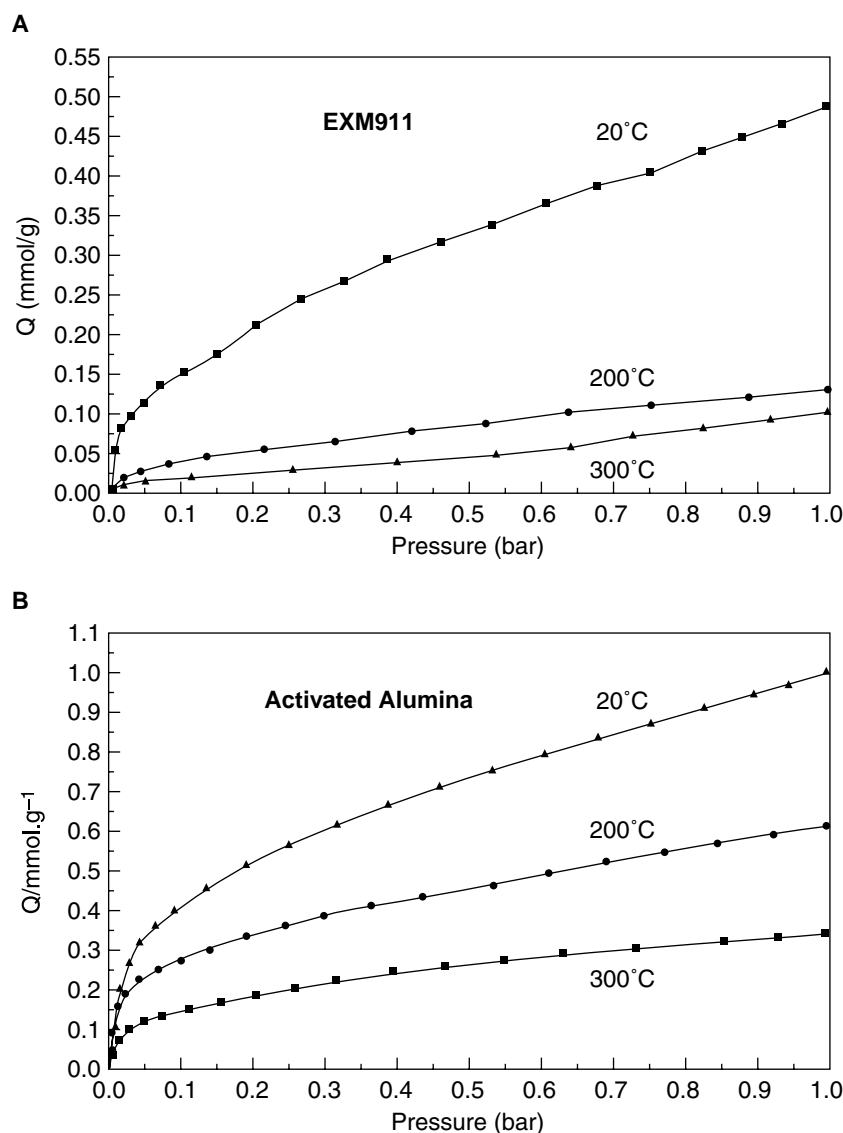 A
0.55
0.50
0.45
0.40
0.35
0.30
0.25
0.20
0.15
0.10
0.05
0.00
Q (mmol/g)
EXM911
20˚C
200˚C
300˚C
0.0 0.1 0.2 0.3 0.4 0.5 0.6 0.7 0.8 0.9 1.0
Pressure (bar)
B
1.1
1.0
0.9
0.8
0.7
0.6
0.5
0.4
0.3
0.2
0.1
0.0
Q/mmol.g–1
Activated Alumina
20˚C
200˚C
300˚C
0.0 0.1 0.2 0.3 0.4 0.5 0.6 0.7 0.8 0.9 1.0
Pressure (bar)